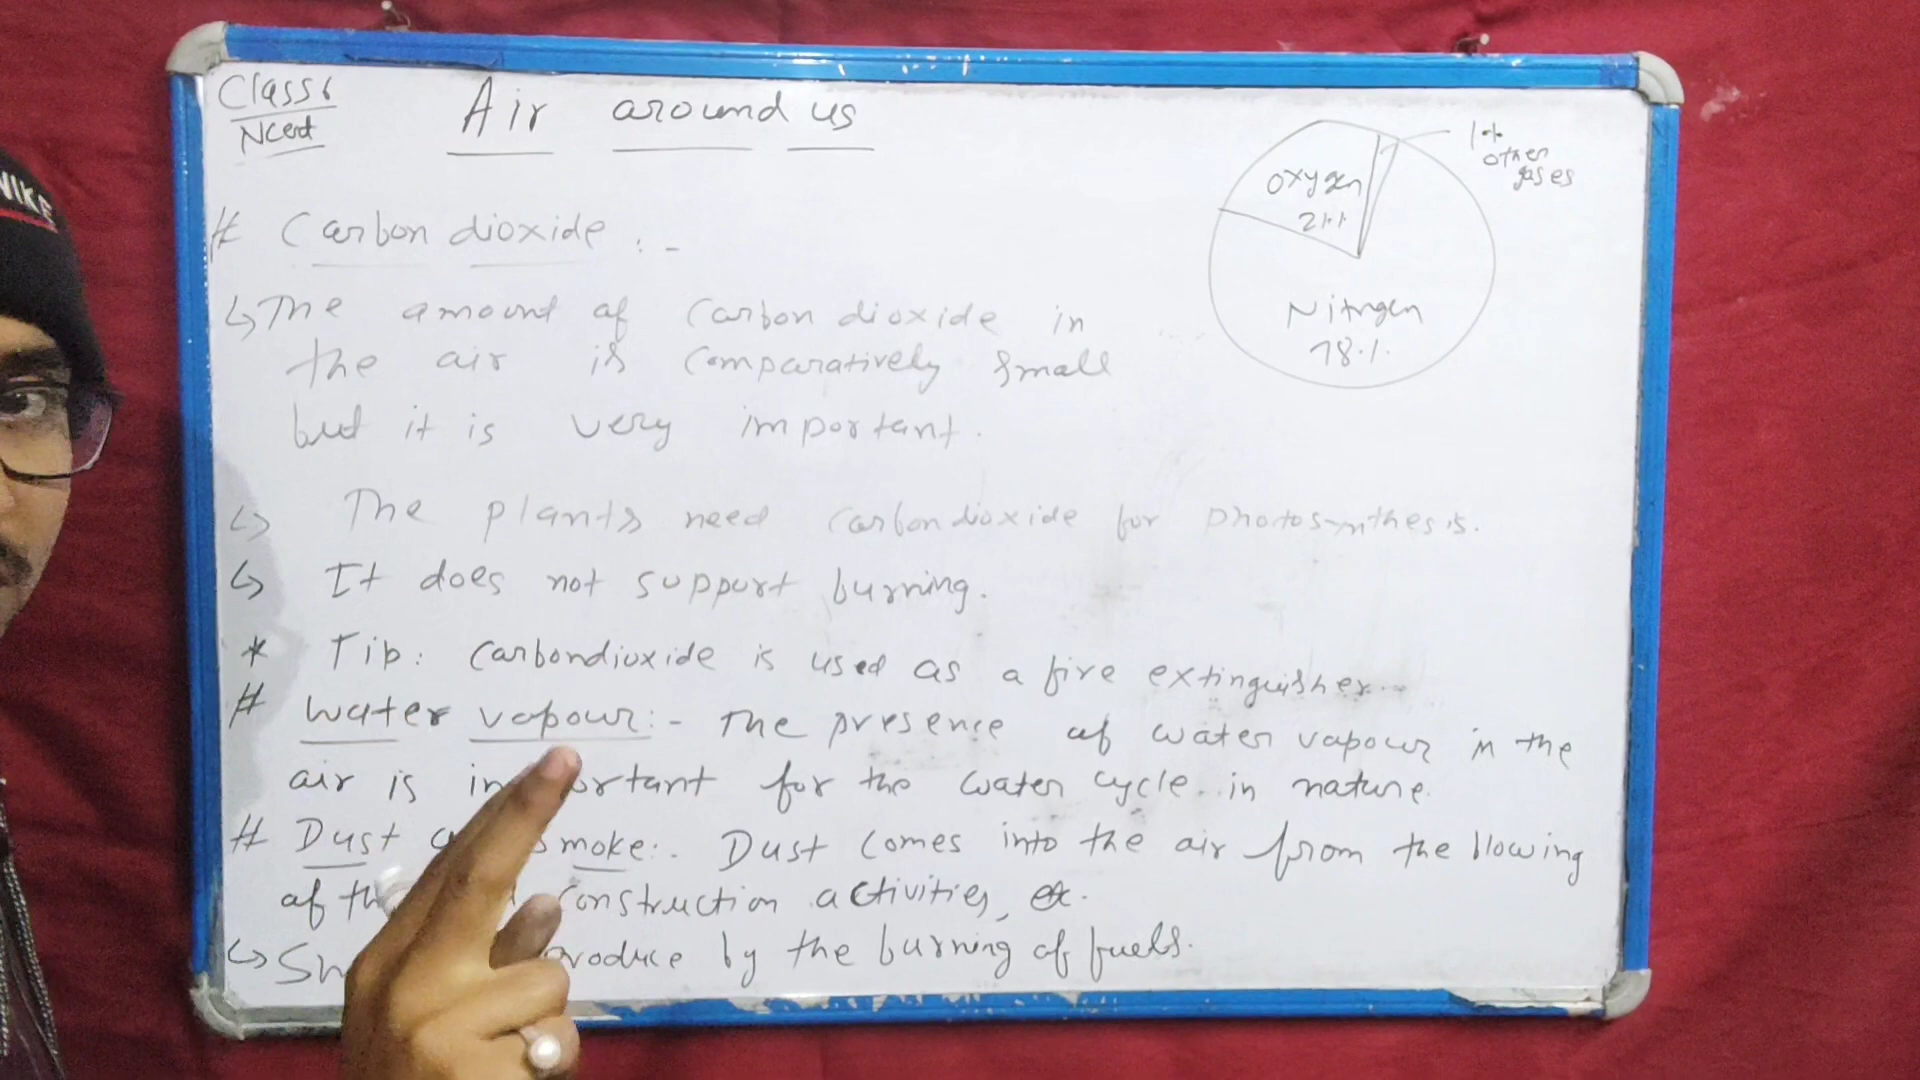 Class 6
Ncert
Air around us
1%
other
gases
oxygen
21%
Nitrogen
78%
NIKE
# Carbon dioxide :-
↳ The amount of carbon dioxide in
the air is comparatively small
but it is very important.
↳ The plants need carbon dioxide for photosynthesis.
↳ It does not support burning.
* Tip: carbondioxide is used as a fire extinguisher..
# Water vapour:- The presence of water vapour in the
air is important for the water cycle in nature.
# Dust smoke:- Dust comes into the air from the blowing
of construction activities, etc.
↳ produce by the burning of fuels.